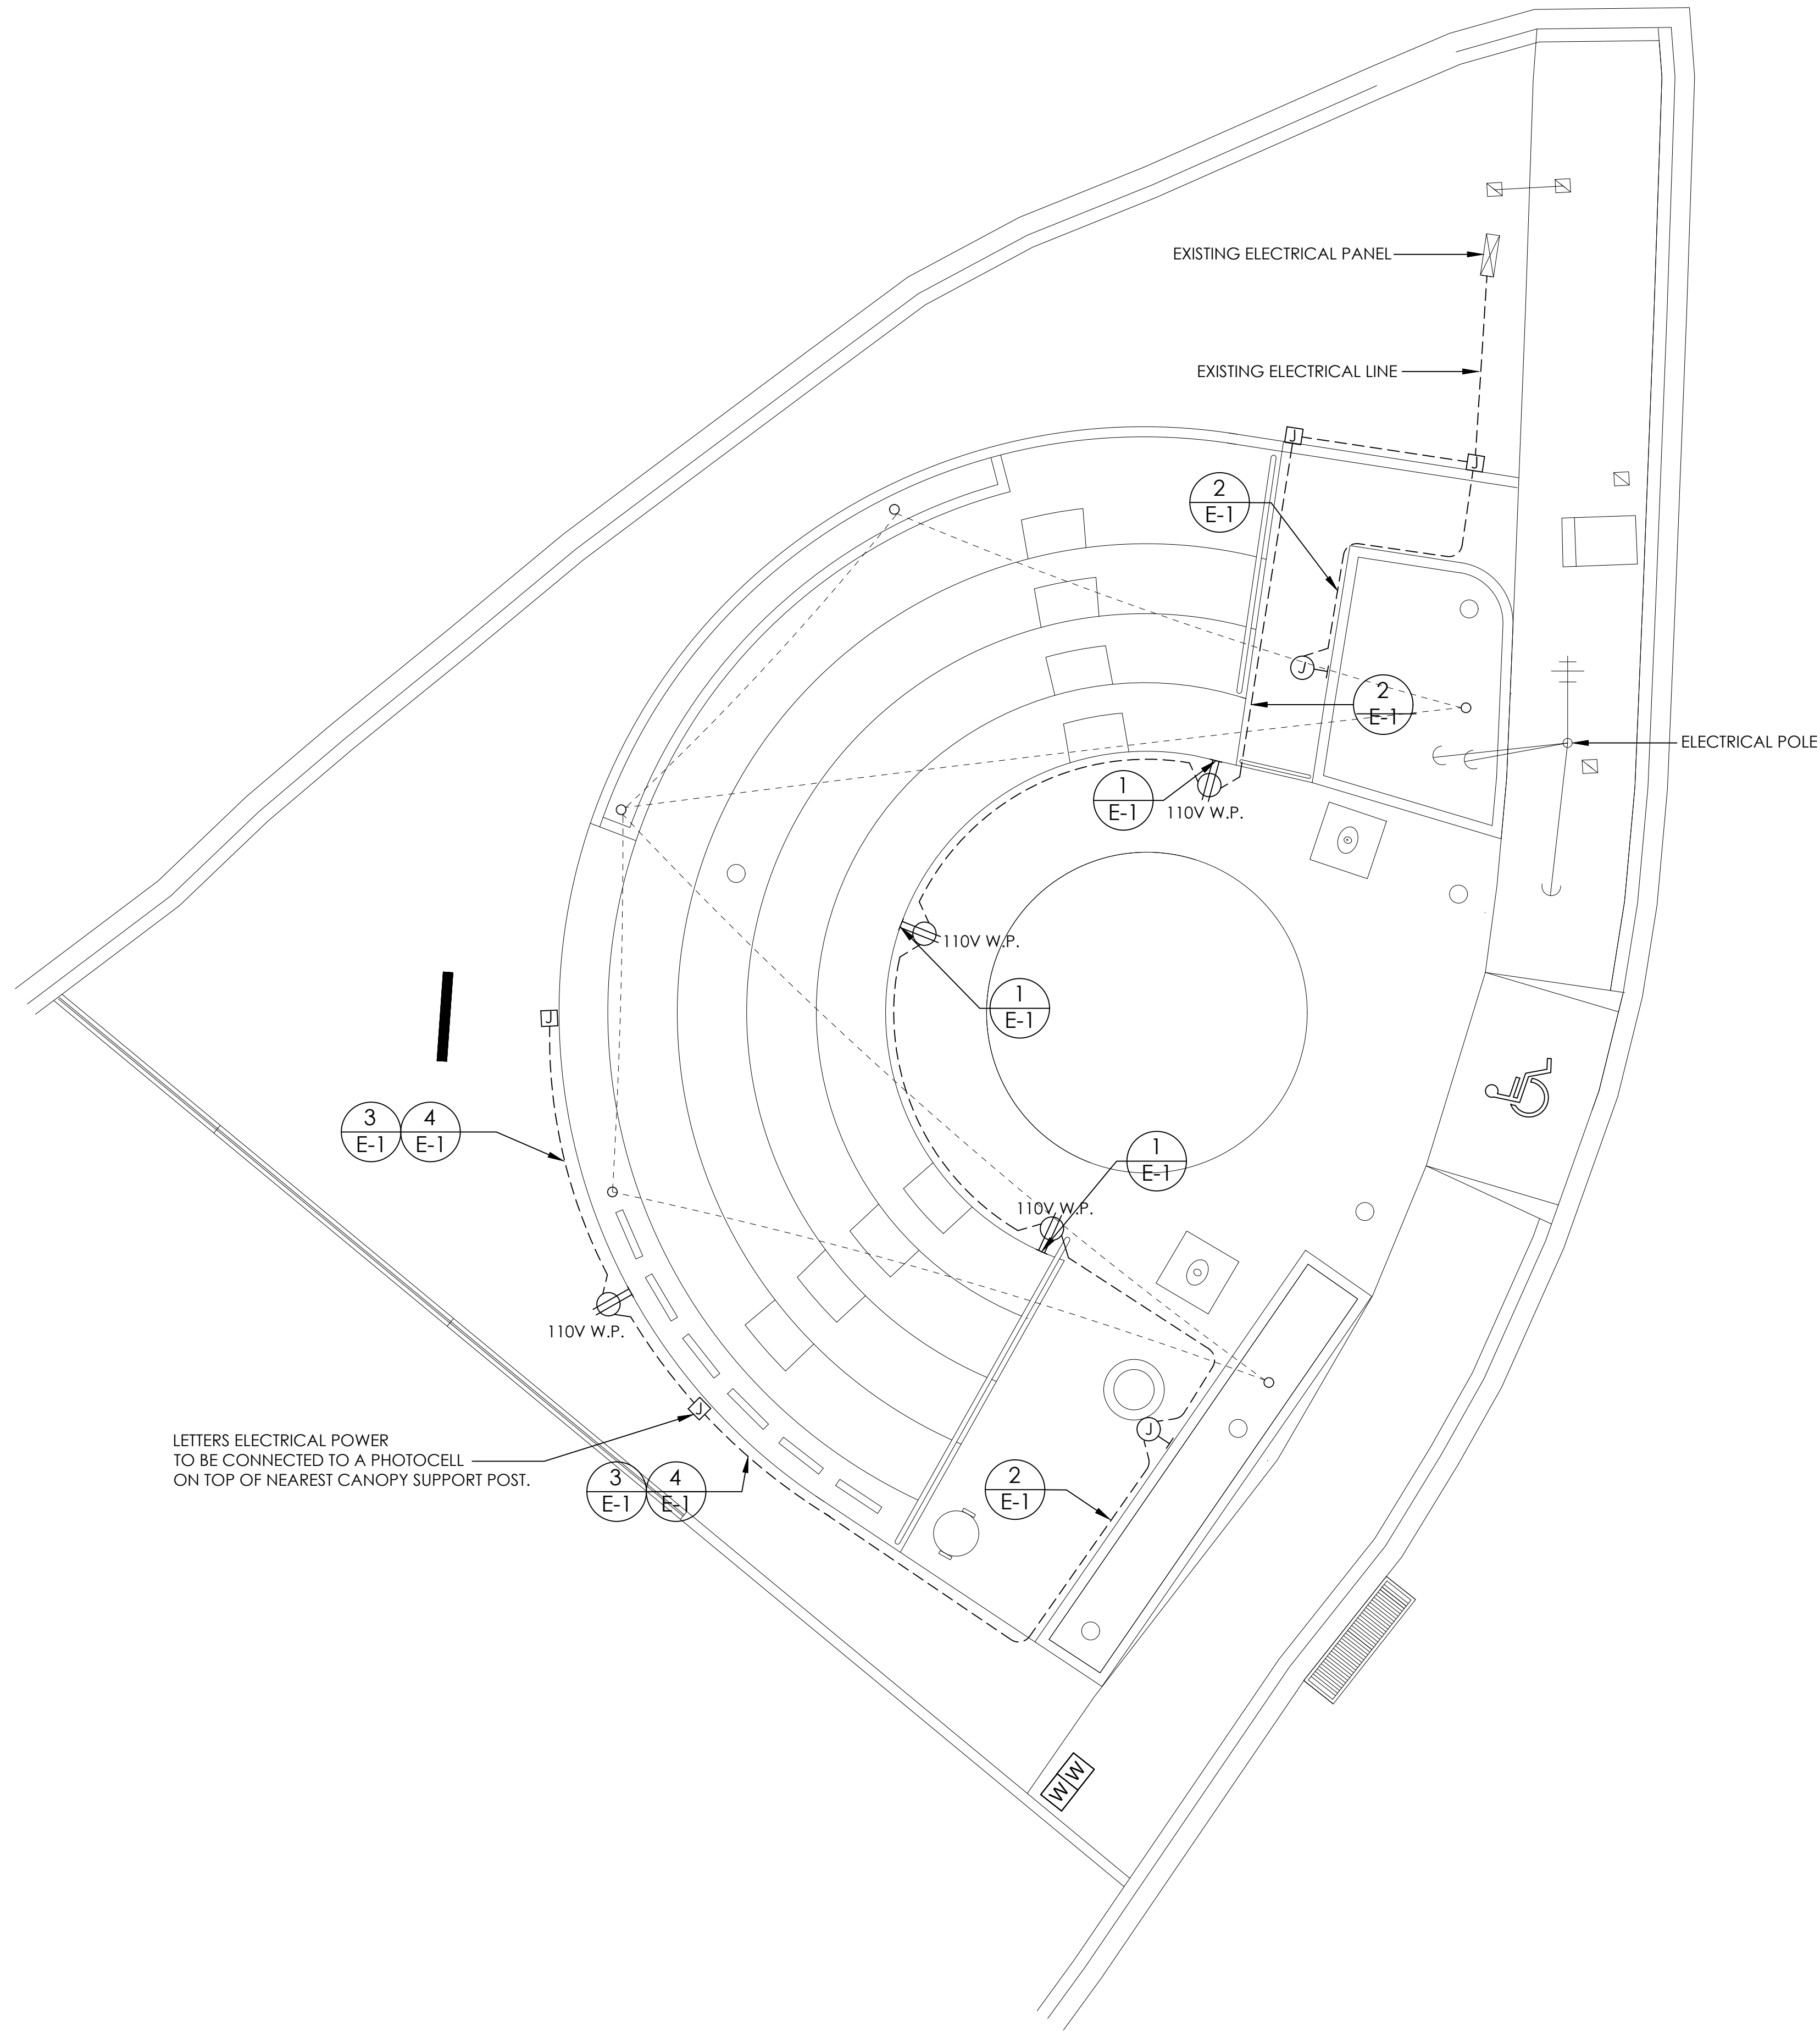 EXISTING ELECTRICAL PANEL
EXISTING ELECTRICAL LINE
J
J
2
E-1
J
2
E-1
ELECTRICAL POLE
1
E-1
110V W.P.
110V W.P.
1
E-1
J
3
E-1
4
E-1
1
E-1
110V W.P.
110V W.P.
J
LETTERS ELECTRICAL POWER
TO BE CONNECTED TO A PHOTOCELL
ON TOP OF NEAREST CANOPY SUPPORT POST.
J
3
E-1
4
E-1
2
E-1
W W